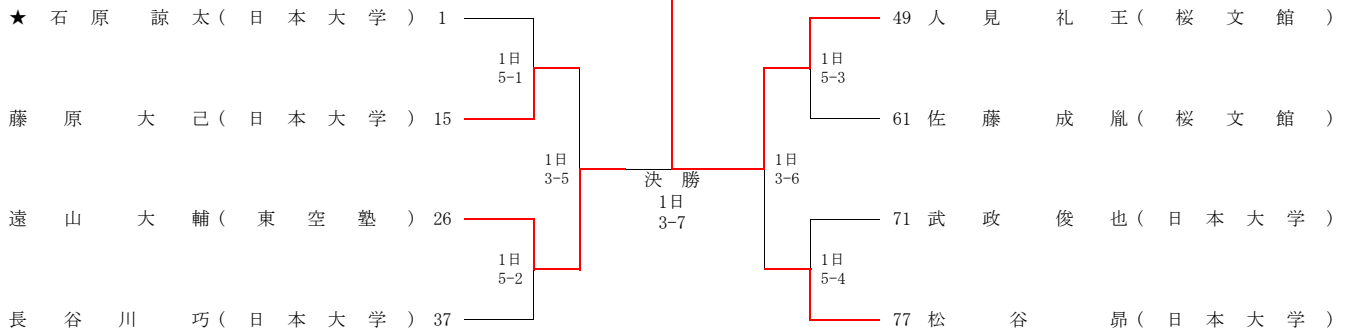 ★ 石原 諒太(日本大学) 1
49 人見 礼王(桜文館)
1日
5-1
1日
5-3
藤原 大己(日本大学) 15
61 佐藤 成胤(桜文館)
1日
3-5
決勝
1日
3-7
1日
3-6
遠山 大輔(東空塾) 26
71 武政 俊也(日本大学)
1日
5-2
1日
5-4
長谷川 巧(日本大学) 37
77 松谷 昴(日本大学)